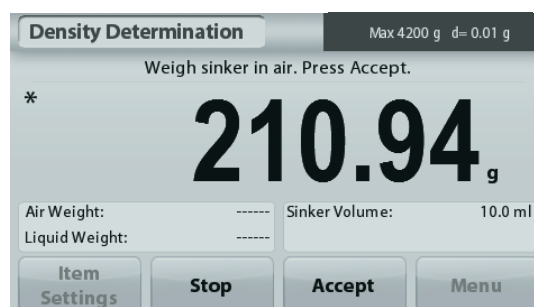 Density Determination
Max 4200 g d= 0.01 g
Weigh sinker in air. Press Accept.
*
210.94 g
Air Weight: ------ Sinker Volume: 10.0 ml
Liquid Weight: ------
Item Settings Stop Accept Menu